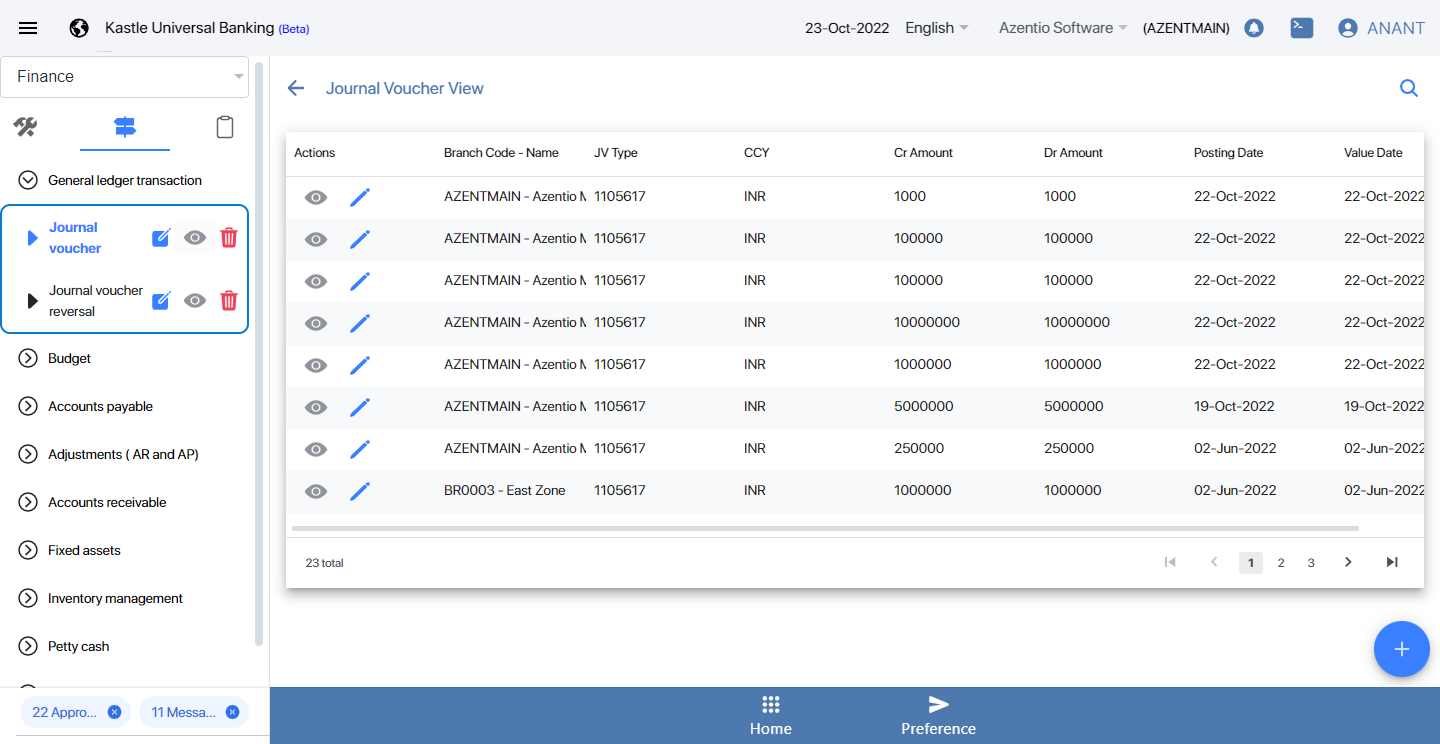 Kastle Universal Banking (Beta)
23-Oct-2022 English Azentio Software (AZENTMAIN) ANANT
Finance
General ledger transaction
Journal
voucher
Journal voucher
reversal
Budget
Accounts payable
Adjustments ( AR and AP)
Accounts receivable
Fixed assets
Inventory management
Petty cash
22 Appro... 11 Messa...
Journal Voucher View
Actions Branch Code - Name JV Type CCY Cr Amount Dr Amount Posting Date Value Date
AZENTMAIN - Azentio M 1105617 INR 1000 1000 22-Oct-2022 22-Oct-2022
AZENTMAIN - Azentio M 1105617 INR 100000 100000 22-Oct-2022 22-Oct-2022
AZENTMAIN - Azentio M 1105617 INR 100000 100000 22-Oct-2022 22-Oct-2022
AZENTMAIN - Azentio M 1105617 INR 10000000 10000000 22-Oct-2022 22-Oct-2022
AZENTMAIN - Azentio M 1105617 INR 1000000 1000000 22-Oct-2022 22-Oct-2022
AZENTMAIN - Azentio M 1105617 INR 5000000 5000000 19-Oct-2022 19-Oct-2022
AZENTMAIN - Azentio M 1105617 INR 250000 250000 02-Jun-2022 02-Jun-2022
BR0003 - East Zone 1105617 INR 1000000 1000000 02-Jun-2022 02-Jun-2022
23 total 1 2 3
Home Preference